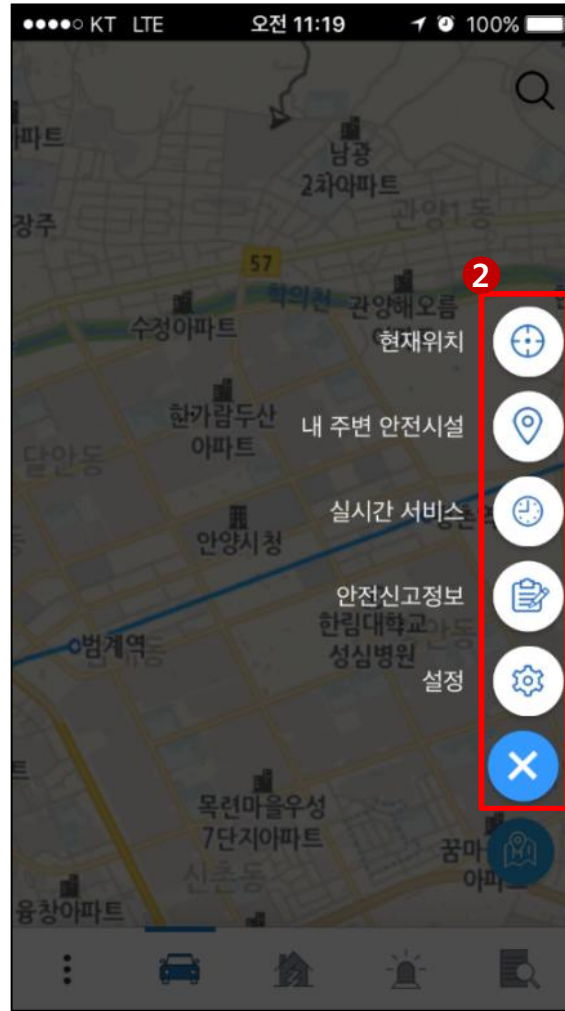 KT LTE 오전 11:19 100%
아파트
남광
2차아파트
관양1동
장주
57
2
학의천
관양해오름
수정아파트
현재위치
한가람두산
아파트
내 주변 안전시설
달안동
실시간 서비스
안양시청
안전신고정보
한림대학교
성심병원
범계역
설정
목련마을우성
7단지아파트
꿈마
신촌동
융창아파트